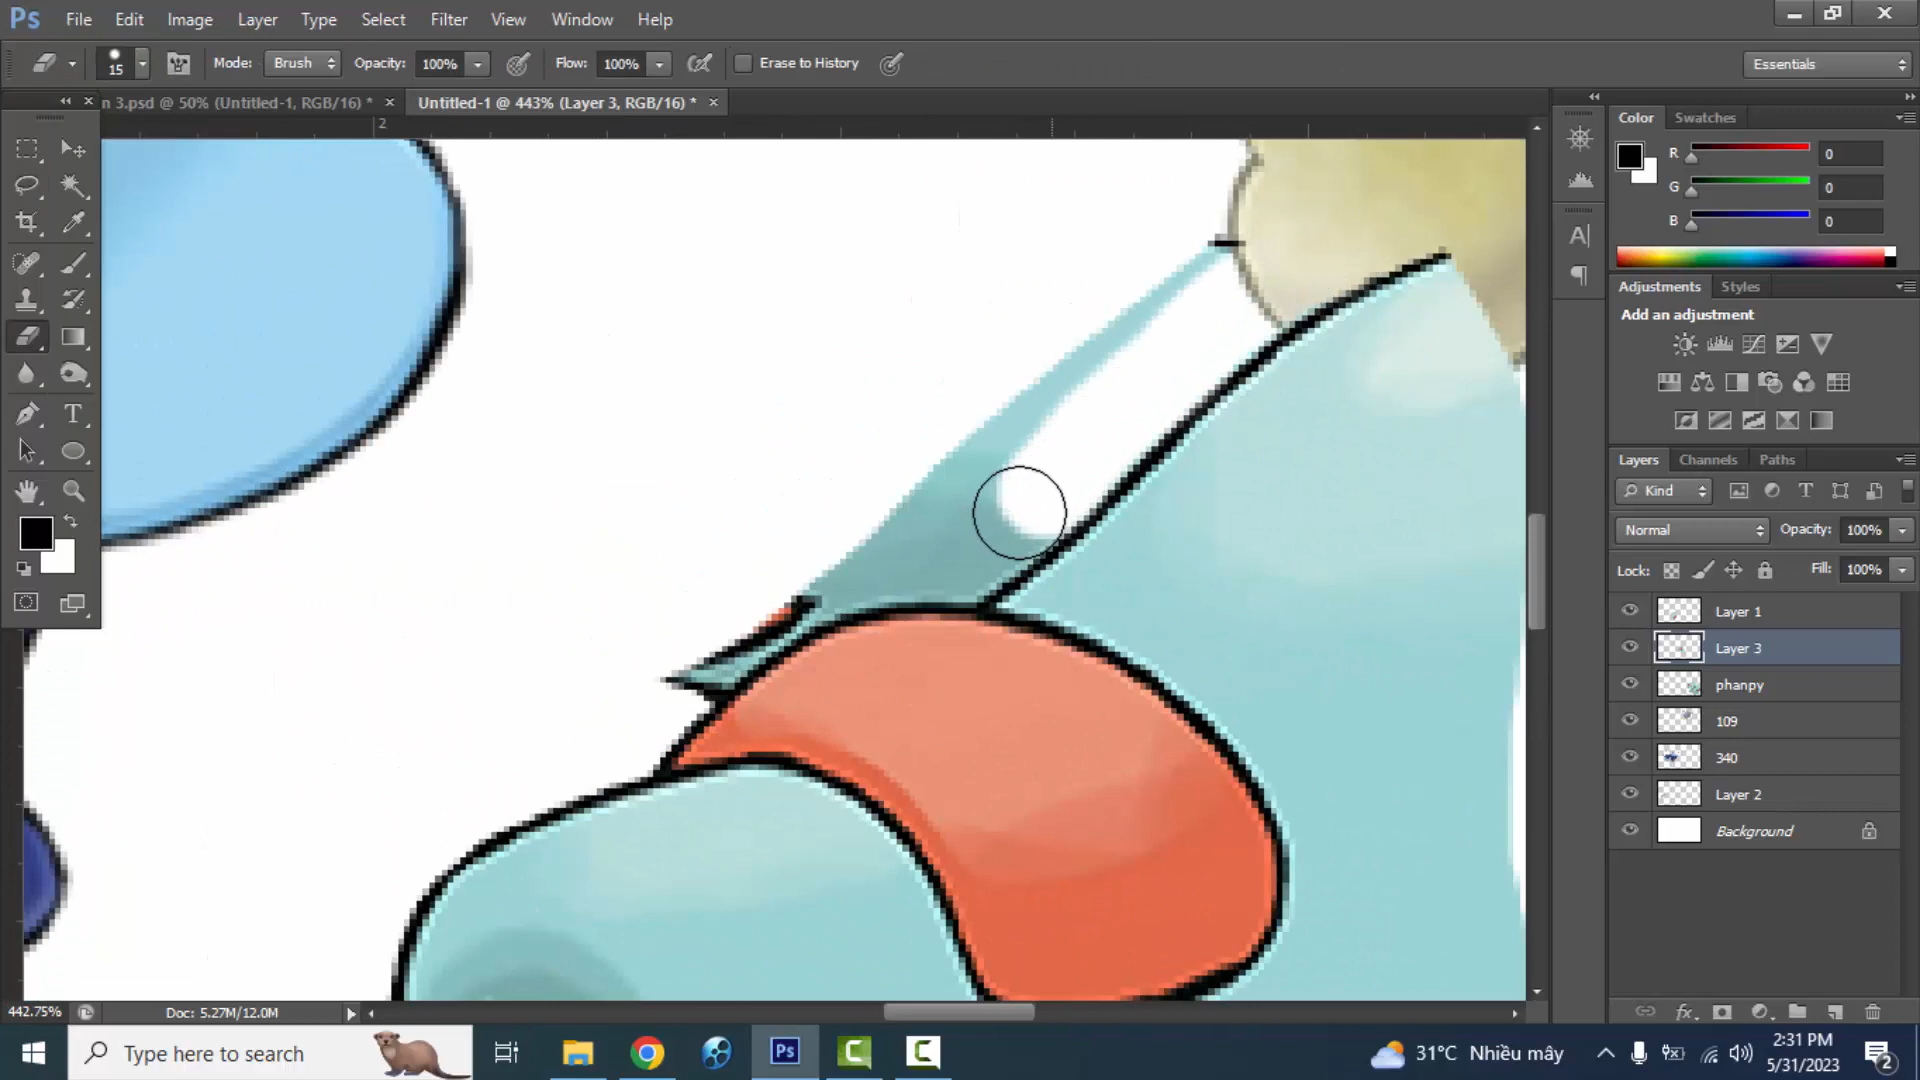 Ps File Edit Image Layer Type Select Filter View Window Help
15 Mode: Brush Opacity: 100% Flow: 100% Erase to History Essentials
n 3.psd @ 50% (Untitled-1, RGB/16) * × Untitled-1 @ 443% (Layer 3, RGB/16) * ×
2
Color Swatches
R 0
G 0
B 0
Adjustments Styles
Add an adjustment
Layers Channels Paths
Kind
Normal Opacity: 100%
Lock: Fill: 100%
Layer 1
Layer 3
phanpy
109
340
Layer 2
Background
442.75% Doc: 5.27M/12.0M
Type here to search
Ps
31°C Nhiều mây
2:31 PM
5/31/2023
2